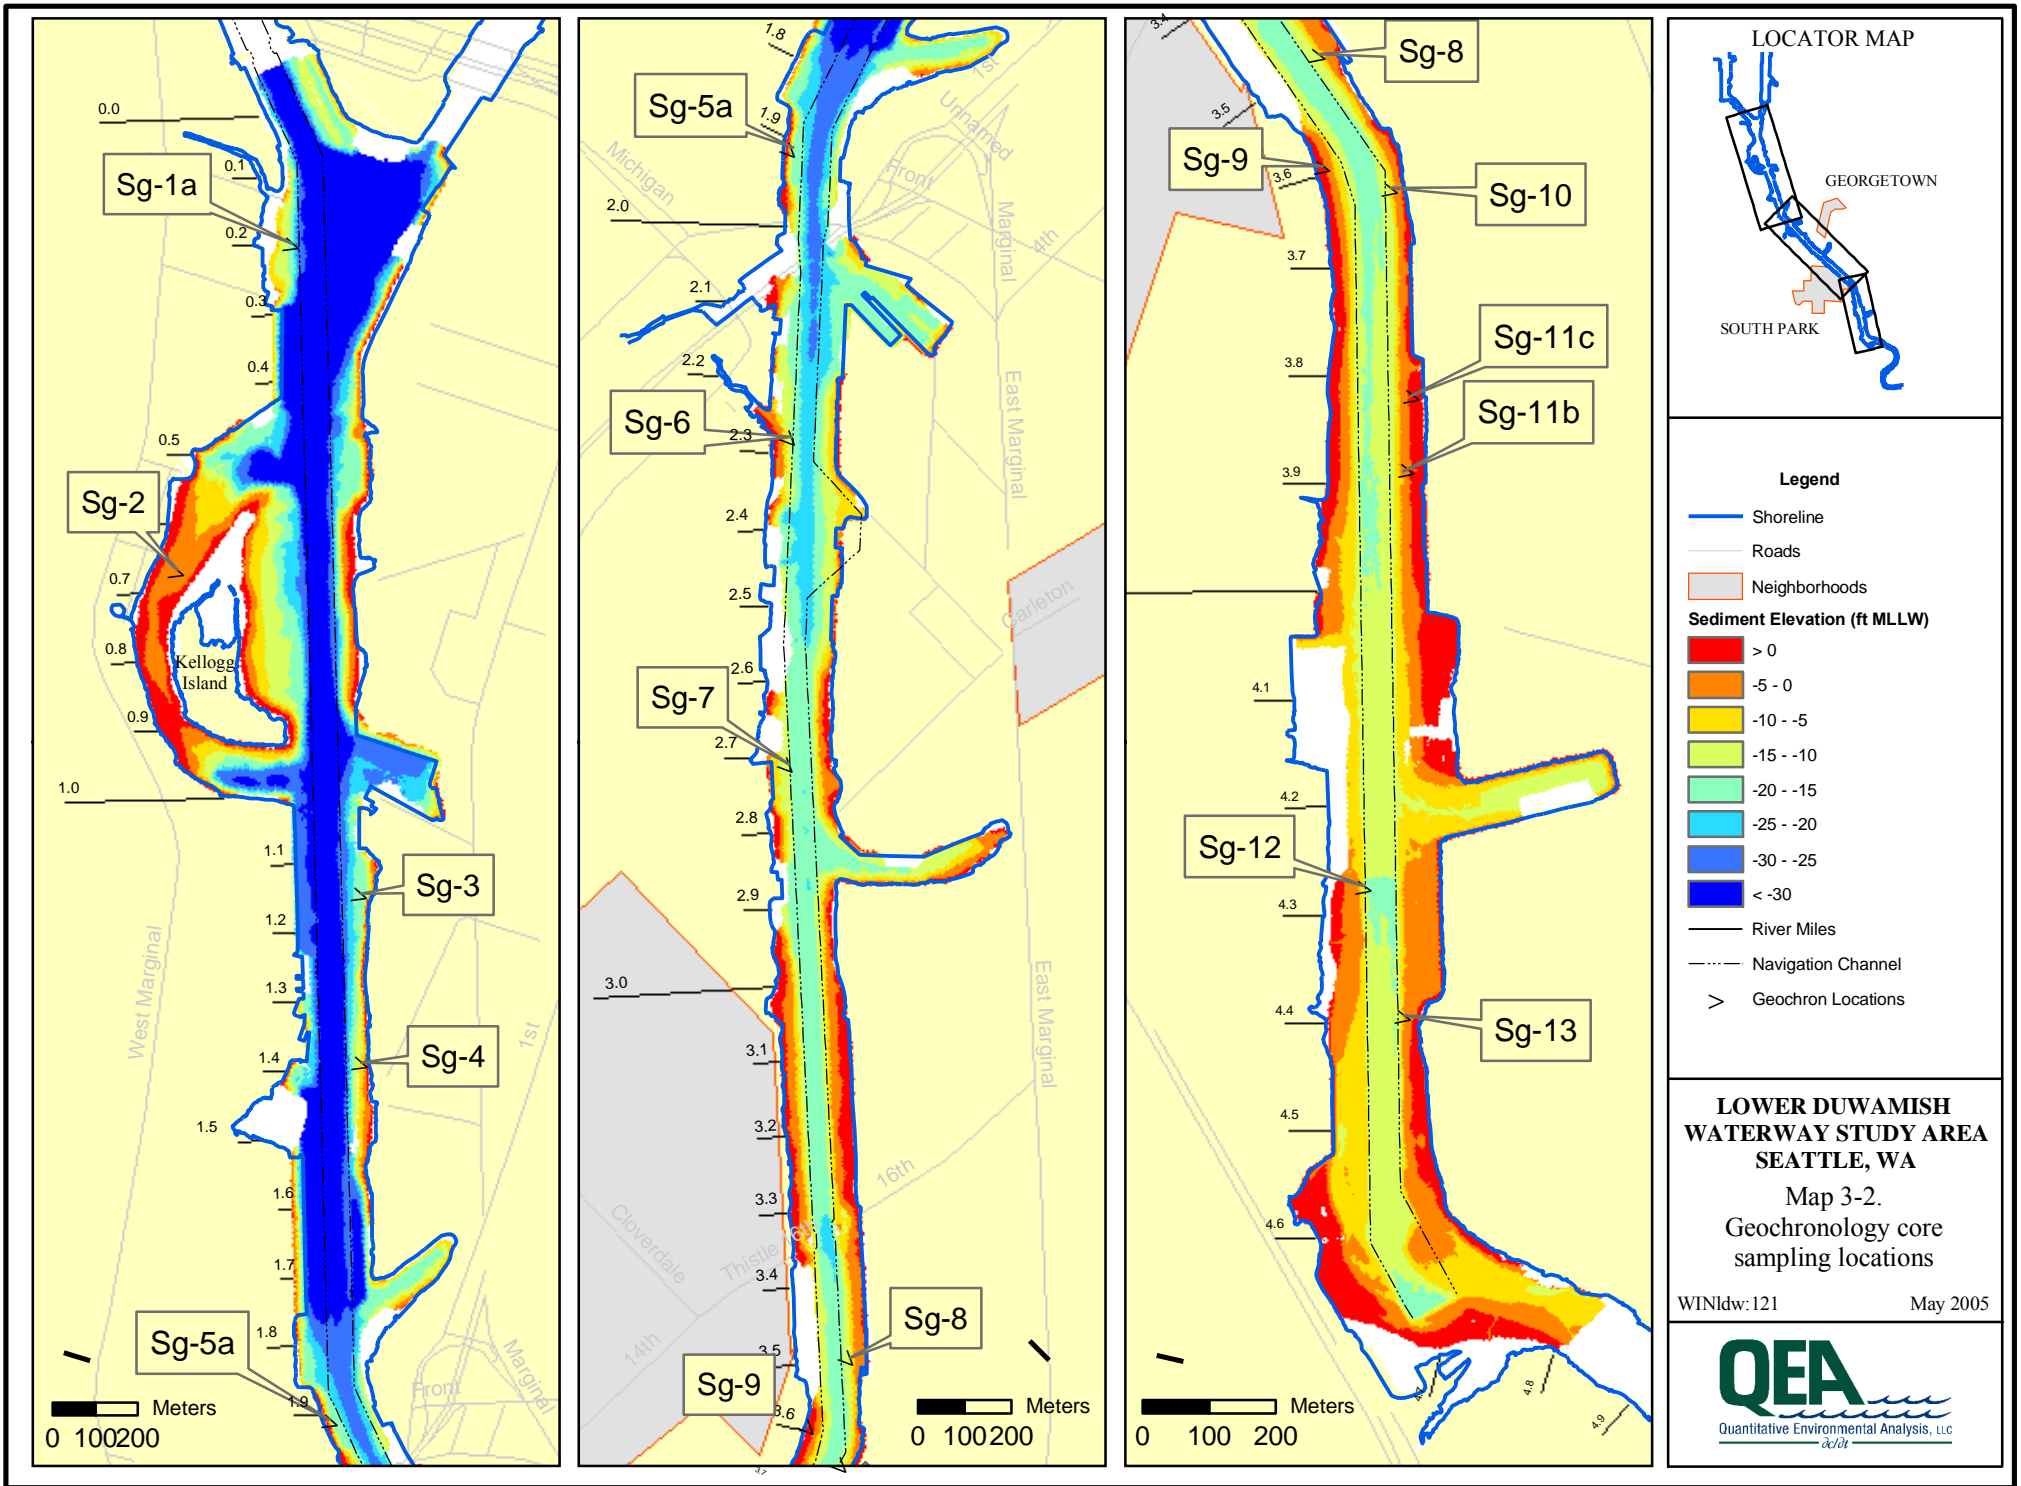 0.0
0.1
Sg-1a
0.2
0.3
0.4
0.5
Sg-2
0.7
0.8
Kellogg
Island
0.9
1.0
1.1
Sg-3
1.2
West Marginal
1.3
1st
1.4
Sg-4
1.5
1.6
1.7
1.8
Sg-5a
Marginal
Front
1.9
Meters
0 100 200
1.8
1st
Sg-5a
1.9
Unnamed
Michigan
Front
2.0
Marginal
4th
2.1
2.2
East Marginal
Sg-6
2.3
2.4
2.5
Carleton
2.6
Sg-7
2.7
2.8
2.9
3.0
East Marginal
3.1
3.2
16th
3.3
Cloverdale
Thistle
16th
3.4
14th
Sg-8
3.5
Sg-9
3.6
Meters
0 100 200
3.7
3.4
Sg-8
3.5
Sg-9
3.6
Sg-10
3.7
Sg-11c
3.8
Sg-11b
3.9
4.1
4.2
Sg-12
4.3
4.4
Sg-13
4.5
4.6
4.7
4.8
4.9
Meters
0 100 200
LOCATOR MAP
GEORGETOWN
SOUTH PARK
Legend
Shoreline
Roads
Neighborhoods
Sediment Elevation (ft MLLW)
> 0
-5 - 0
-10 - -5
-15 - -10
-20 - -15
-25 - -20
-30 - -25
< -30
River Miles
Navigation Channel
Geochron Locations
LOWER DUWAMISH
WATERWAY STUDY AREA
SEATTLE, WA
Map 3-2.
Geochronology core
sampling locations
WINldw:121 May 2005
QEA
Quantitative Environmental Analysis, LLC
∂c/∂t